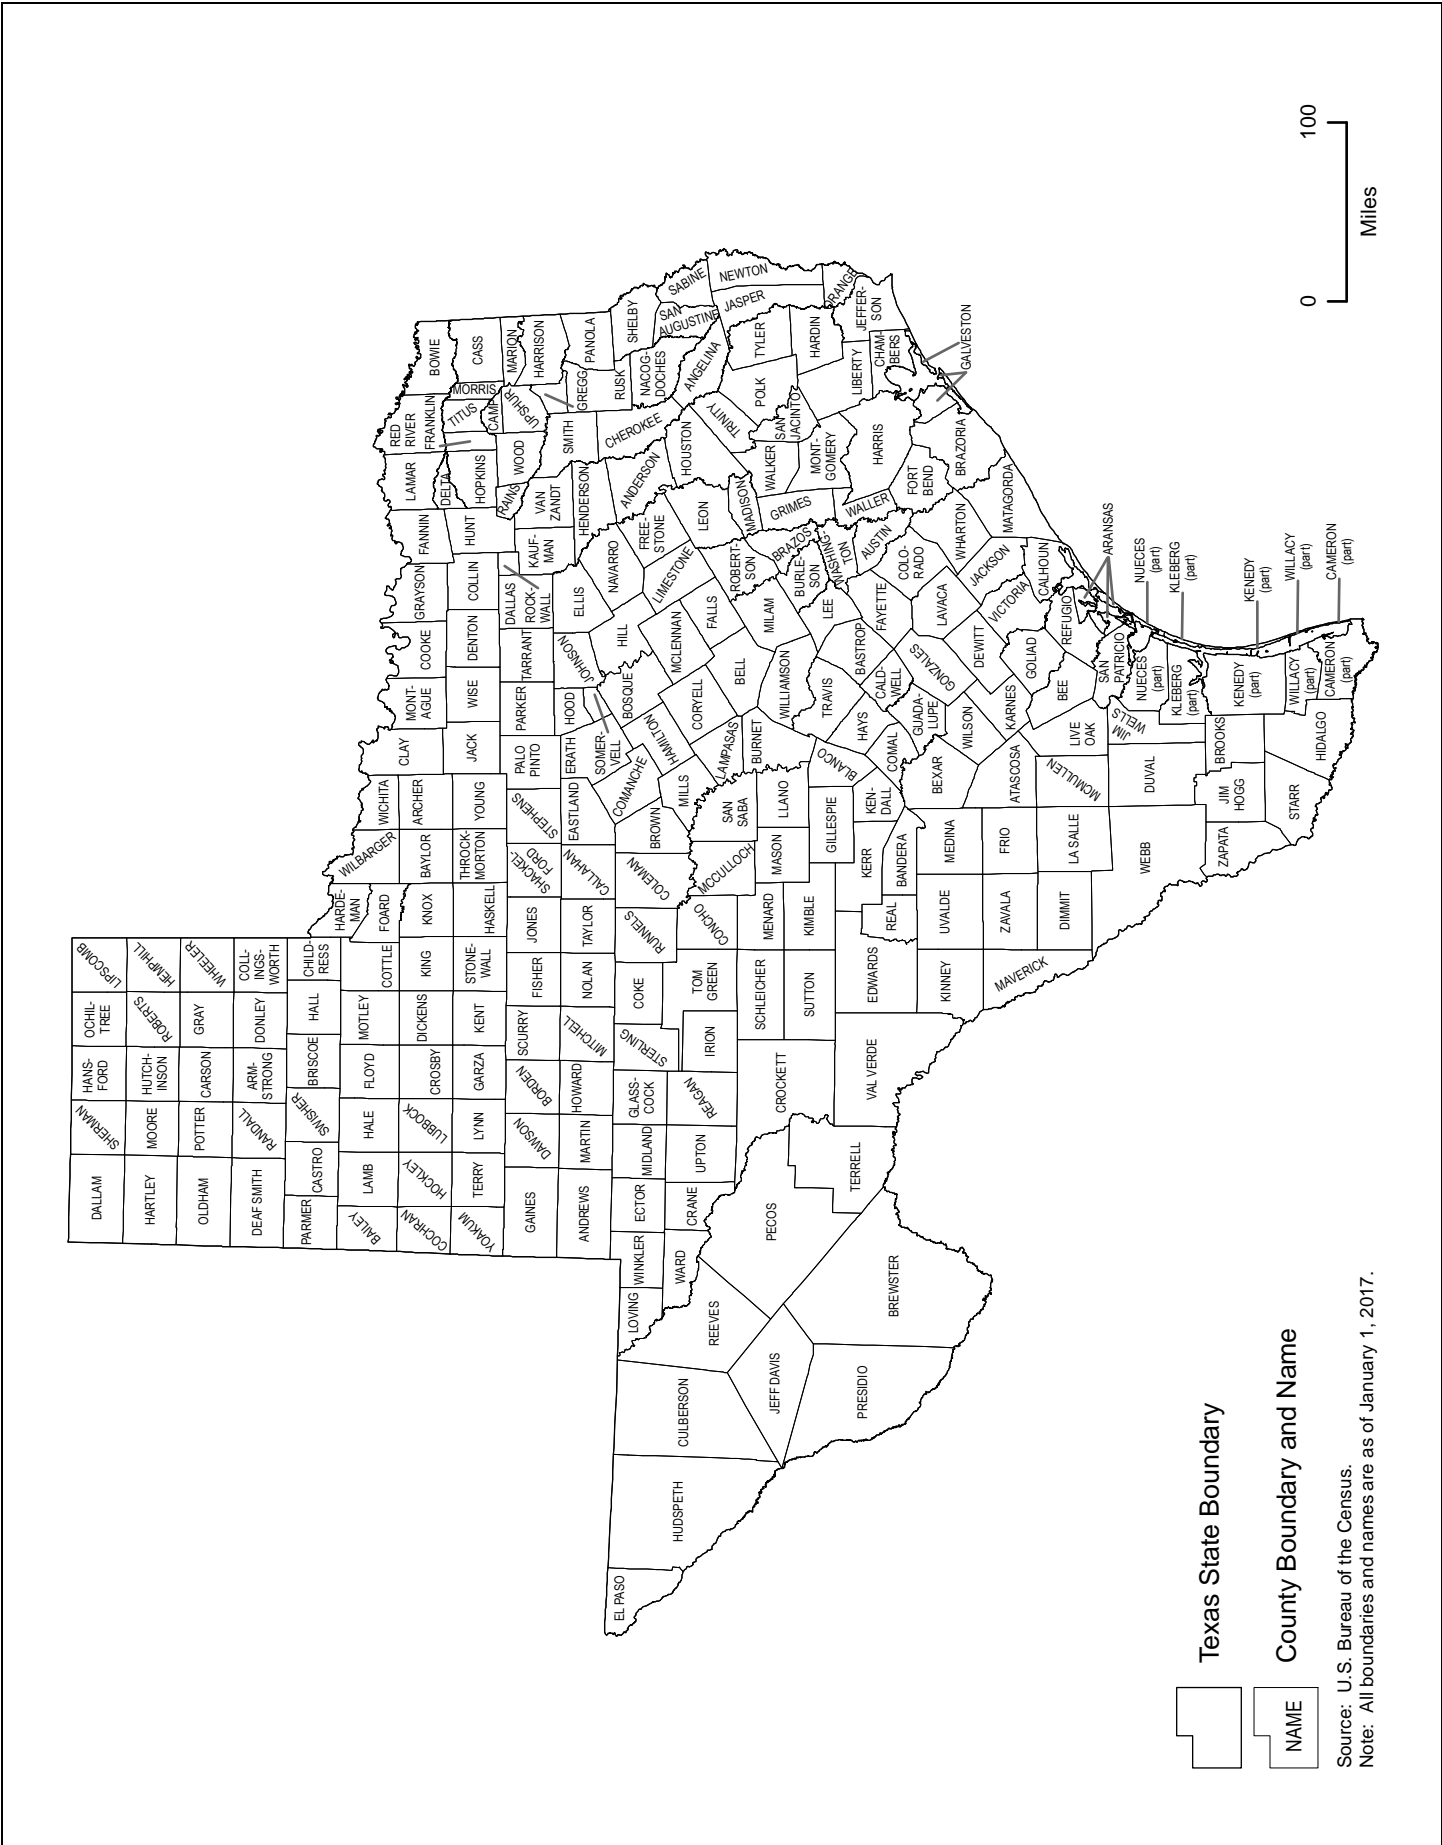 DALLAM
SHERMAN
HANS-
FORD
OCHIL-
TREE
LIPSCOMB
HARTLEY
MOORE
HUTCH-
INSON
ROBERTS
HEMPHILL
OLDHAM
POTTER
CARSON
GRAY
WHEELER
DEAF SMITH
RANDALL
ARM-
STRONG
DONLEY
COLL-
INGS-
WORTH
PARMER
CASTRO
SWISHER
BRISCOE
HALL
CHILD-
RESS
BAILEY
LAMB
HALE
FLOYD
MOTLEY
COTTLE
HARDE-
MAN
FOARD
WILBARGER
WICHITA
COCHRAN
HOCKLEY
LUBBOCK
CROSBY
DICKENS
KING
KNOX
BAYLOR
ARCHER
CLAY
MONT-
AGUE
COOKE
GRAYSON
FANNIN
LAMAR
RED
RIVER
BOWIE
YOAKUM
TERRY
LYNN
GARZA
KENT
STONE-
WALL
HASKELL
THROCK-
MORTON
YOUNG
JACK
WISE
DENTON
COLLIN
HUNT
DELTA
HOPKINS
FRANKLIN
TITUS
MORRIS
CASS
CAMP
MARION
GAINES
DAWSON
BORDEN
SCURRY
FISHER
JONES
SHACKEL-
FORD
STEPHENS
PALO
PINTO
PARKER
TARRANT
DALLAS
ROCK-
WALL
KAUF-
MAN
RAINS
VAN
ZANDT
WOOD
UPSHUR
HARRISON
ANDREWS
MARTIN
HOWARD
MITCHELL
NOLAN
TAYLOR
CALLAHAN
EASTLAND
ERATH
HOOD
SOMER-
VELL
JOHNSON
ELLIS
HENDERSON
SMITH
GREGG
RUSK
PANOLA
EL PASO
HUDSPETH
CULBERSON
LOVING
WINKLER
ECTOR
MIDLAND
GLASS-
COCK
STERLING
COKE
RUNNELS
COLEMAN
BROWN
COMANCHE
HAMILTON
BOSQUE
HILL
NAVARRO
FREE-
STONE
ANDERSON
CHEROKEE
NACOG-
DOCHES
SHELBY
REEVES
WARD
CRANE
UPTON
REAGAN
IRION
TOM
GREEN
CONCHO
MCCULLOCH
SAN
SABA
MILLS
LAMPASAS
CORYELL
MCLENNAN
LIMESTONE
FALLS
LEON
HOUSTON
ANGELINA
SAN
AUGUSTINE
SABINE
JEFF DAVIS
PECOS
CROCKETT
SCHLEICHER
MENARD
MASON
LLANO
BURNET
BELL
MILAM
ROBERT-
SON
MADISON
WALKER
TRINITY
POLK
TYLER
JASPER
NEWTON
PRESIDIO
BREWSTER
TERRELL
VAL VERDE
SUTTON
KIMBLE
GILLESPIE
BLANCO
TRAVIS
WILLIAMSON
LEE
BURLE-
SON
BRAZOS
GRIMES
MONT-
GOMERY
SAN
JACINTO
LIBERTY
HARDIN
ORANGE
JEFFER-
SON
CHAM-
BERS
EDWARDS
REAL
KERR
BANDERA
KEN-
DALL
HAYS
COMAL
CALD-
WELL
BASTROP
FAYETTE
WASHING-
TON
AUSTIN
WALLER
HARRIS
GALVESTON
KINNEY
UVALDE
MEDINA
BEXAR
GUADA-
LUPE
GONZALES
LAVACA
COLO-
RADO
WHARTON
FORT
BEND
BRAZORIA
MATAGORDA
MAVERICK
ZAVALA
FRIO
ATASCOSA
WILSON
KARNES
DEWITT
VICTORIA
JACKSON
CALHOUN
DIMMIT
LA SALLE
MCMULLEN
LIVE
OAK
BEE
GOLIAD
REFUGIO
ARANSAS
WEBB
DUVAL
JIM
WELLS
SAN
PATRICIO
NUECES
(part)
NUECES
(part)
KLEBERG
(part)
KLEBERG
(part)
ZAPATA
JIM
HOGG
BROOKS
KENEDY
(part)
KENEDY
(part)
STARR
HIDALGO
WILLACY
(part)
WILLACY
(part)
CAMERON
(part)
CAMERON
(part)
Texas State Boundary
NAME
County Boundary and Name
Source: U.S. Bureau of the Census.
Note: All boundaries and names are as of January 1, 2017.
0
100
Miles